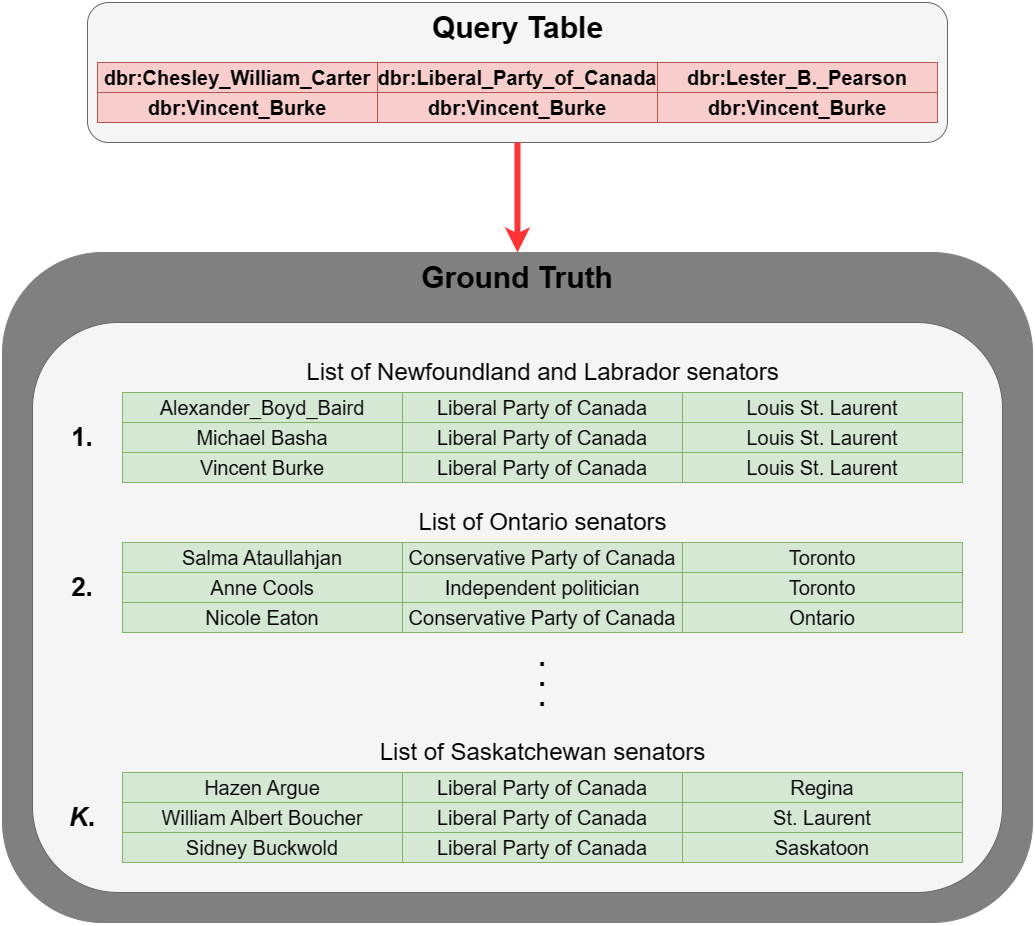 Query Table
dbr:Chesley_William_Carter dbr:Liberal_Party_of_Canada dbr:Lester_B._Pearson
dbr:Vincent_Burke dbr:Vincent_Burke dbr:Vincent_Burke
Ground Truth
List of Newfoundland and Labrador senators
1.
Alexander_Boyd_Baird Liberal Party of Canada Louis St. Laurent
Michael Basha Liberal Party of Canada Louis St. Laurent
Vincent Burke Liberal Party of Canada Louis St. Laurent
List of Ontario senators
2.
Salma Ataullahjan Conservative Party of Canada Toronto
Anne Cools Independent politician Toronto
Nicole Eaton Conservative Party of Canada Ontario
.
.
.
List of Saskatchewan senators
K.
Hazen Argue Liberal Party of Canada Regina
William Albert Boucher Liberal Party of Canada St. Laurent
Sidney Buckwold Liberal Party of Canada Saskatoon